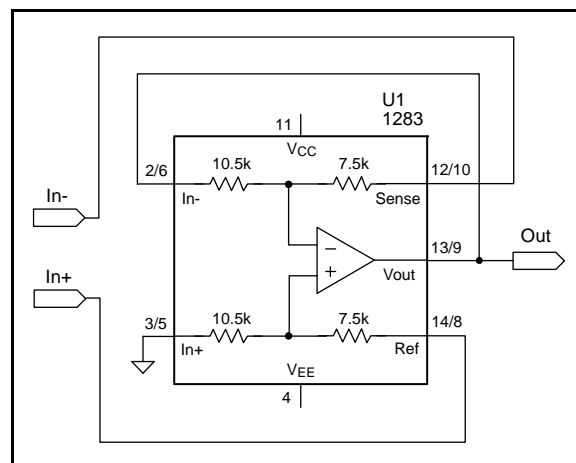 U1
1283
11
VCC
2/6
10.5k
7.5k
12/10
In-
In-
Sense
13/9
Out
−
+
Vout
In+
3/5
10.5k
7.5k
14/8
In+
Ref
VEE
4